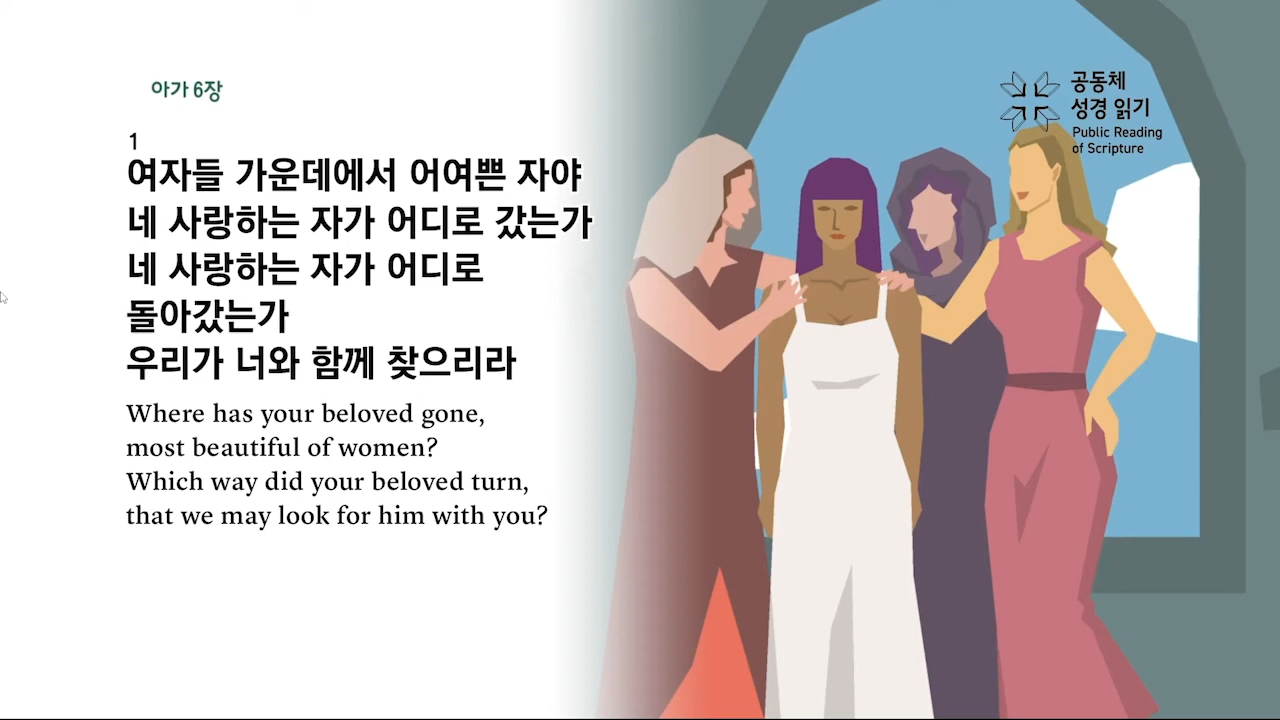 아가 6장
1
여자들 가운데에서 어여쁜 자야
네 사랑하는 자가 어디로 갔는가
네 사랑하는 자가 어디로
돌아갔는가
우리가 너와 함께 찾으리라
Where has your beloved gone,
most beautiful of women?
Which way did your beloved turn,
that we may look for him with you?
공동체
성경 읽기
Public Reading
of Scripture